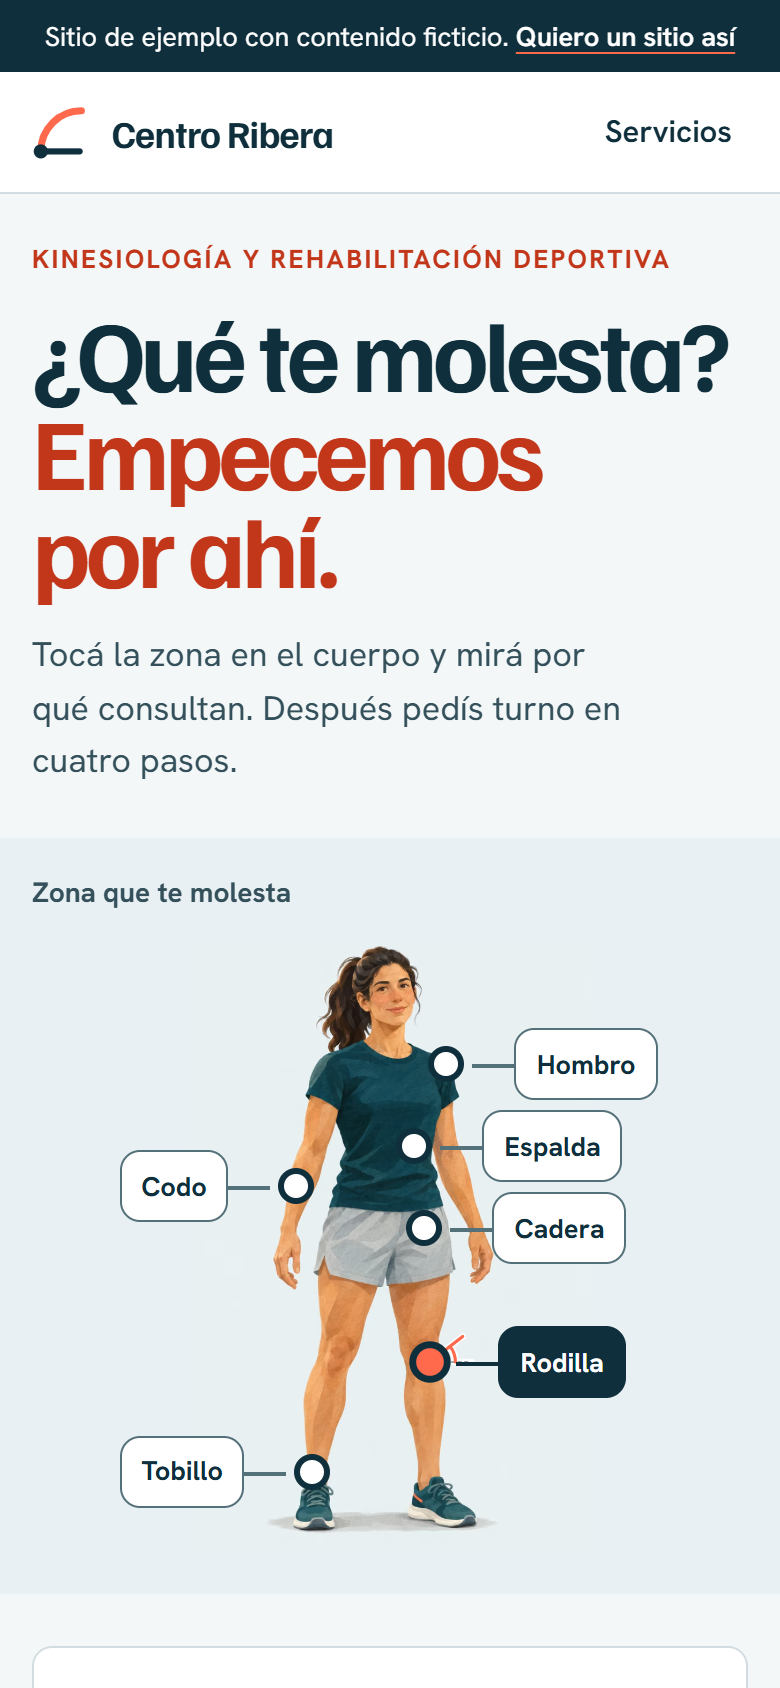 Sitio de ejemplo con contenido ficticio. Quiero un sitio así
Centro Ribera
Servicios
KINESIOLOGÍA Y REHABILITACIÓN DEPORTIVA
¿Qué te molesta?
Empecemos
por ahí.
Tocá la zona en el cuerpo y mirá por
qué consultan. Después pedís turno en
cuatro pasos.
Zona que te molesta
Hombro
Espalda
Codo
Cadera
Rodilla
Tobillo